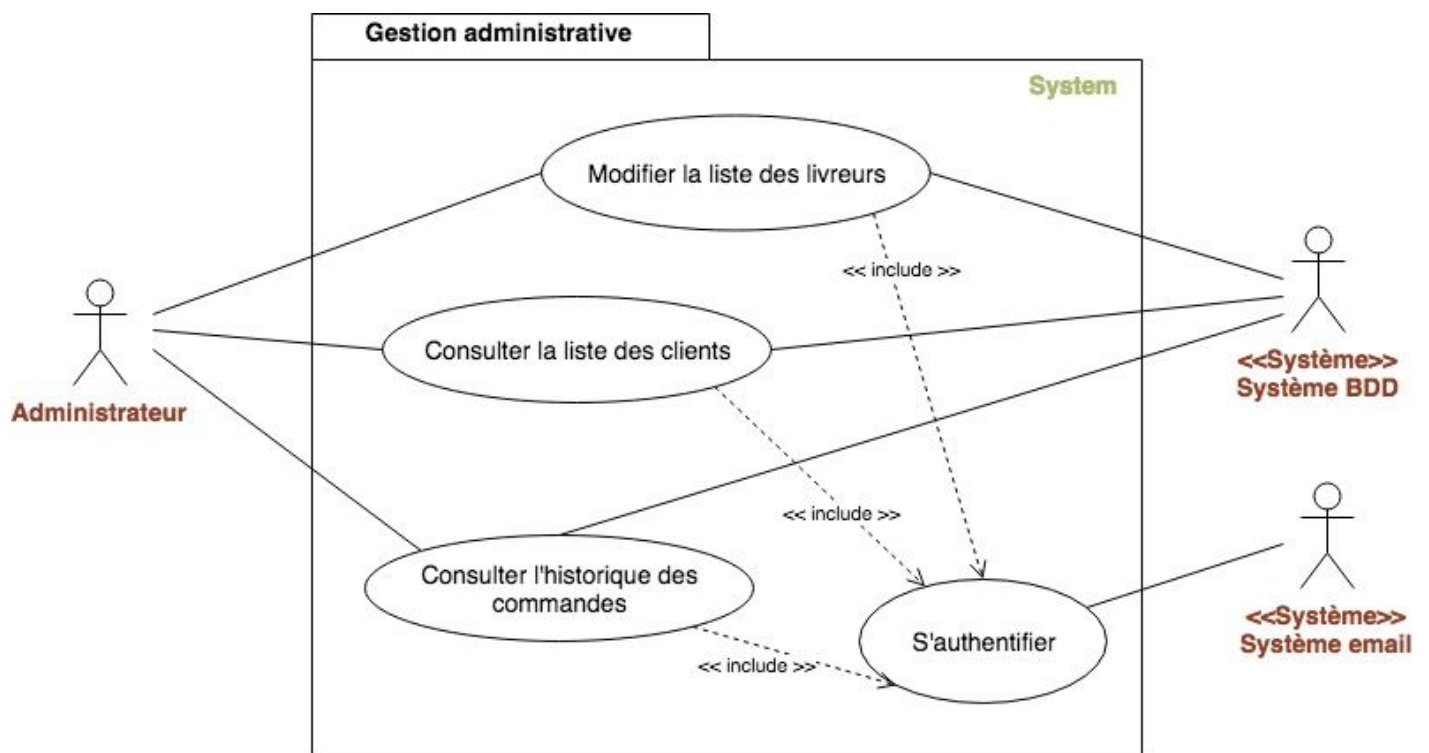 Gestion administrative
System
Modifier la liste des livreurs
<< include >>
Consulter la liste des clients
Administrateur
<<Système>>
Système BDD
<< include >>
Consulter l'historique des
commandes
S'authentifier
<< include >>
<<Système>>
Système email